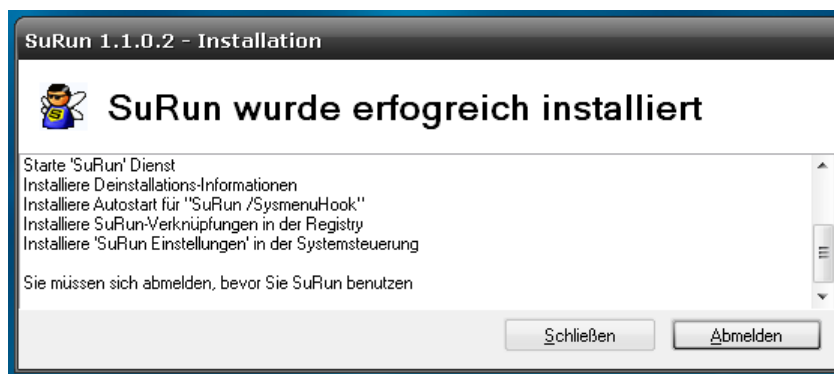 SuRun 1.1.0.2 - Installation
SuRun wurde erfogreich installiert
Starte 'SuRun' Dienst
Installiere Deinstallations-Informationen
Installiere Autostart für "SuRun /SysmenuHook"
Installiere SuRun-Verknüpfungen in der Registry
Installiere 'SuRun Einstellungen' in der Systemsteuerung
Sie müssen sich abmelden, bevor Sie SuRun benutzen
Schließen Abmelden